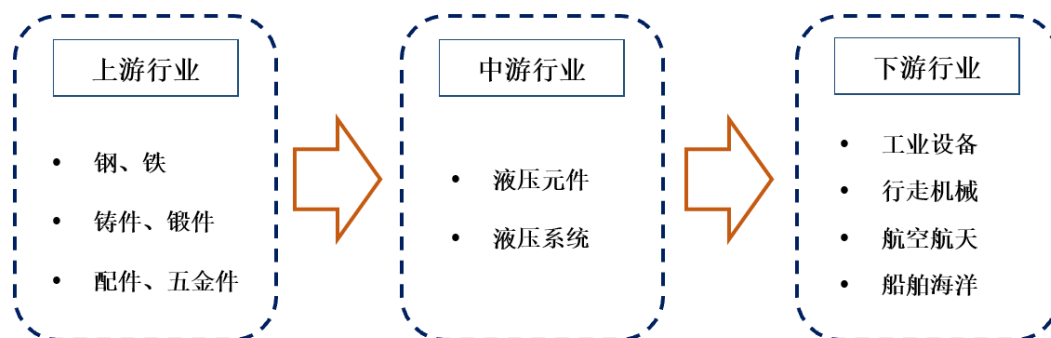 上游行业
• 钢、铁
• 铸件、锻件
• 配件、五金件
中游行业
• 液压元件
• 液压系统
下游行业
• 工业设备
• 行走机械
• 航空航天
• 船舶海洋